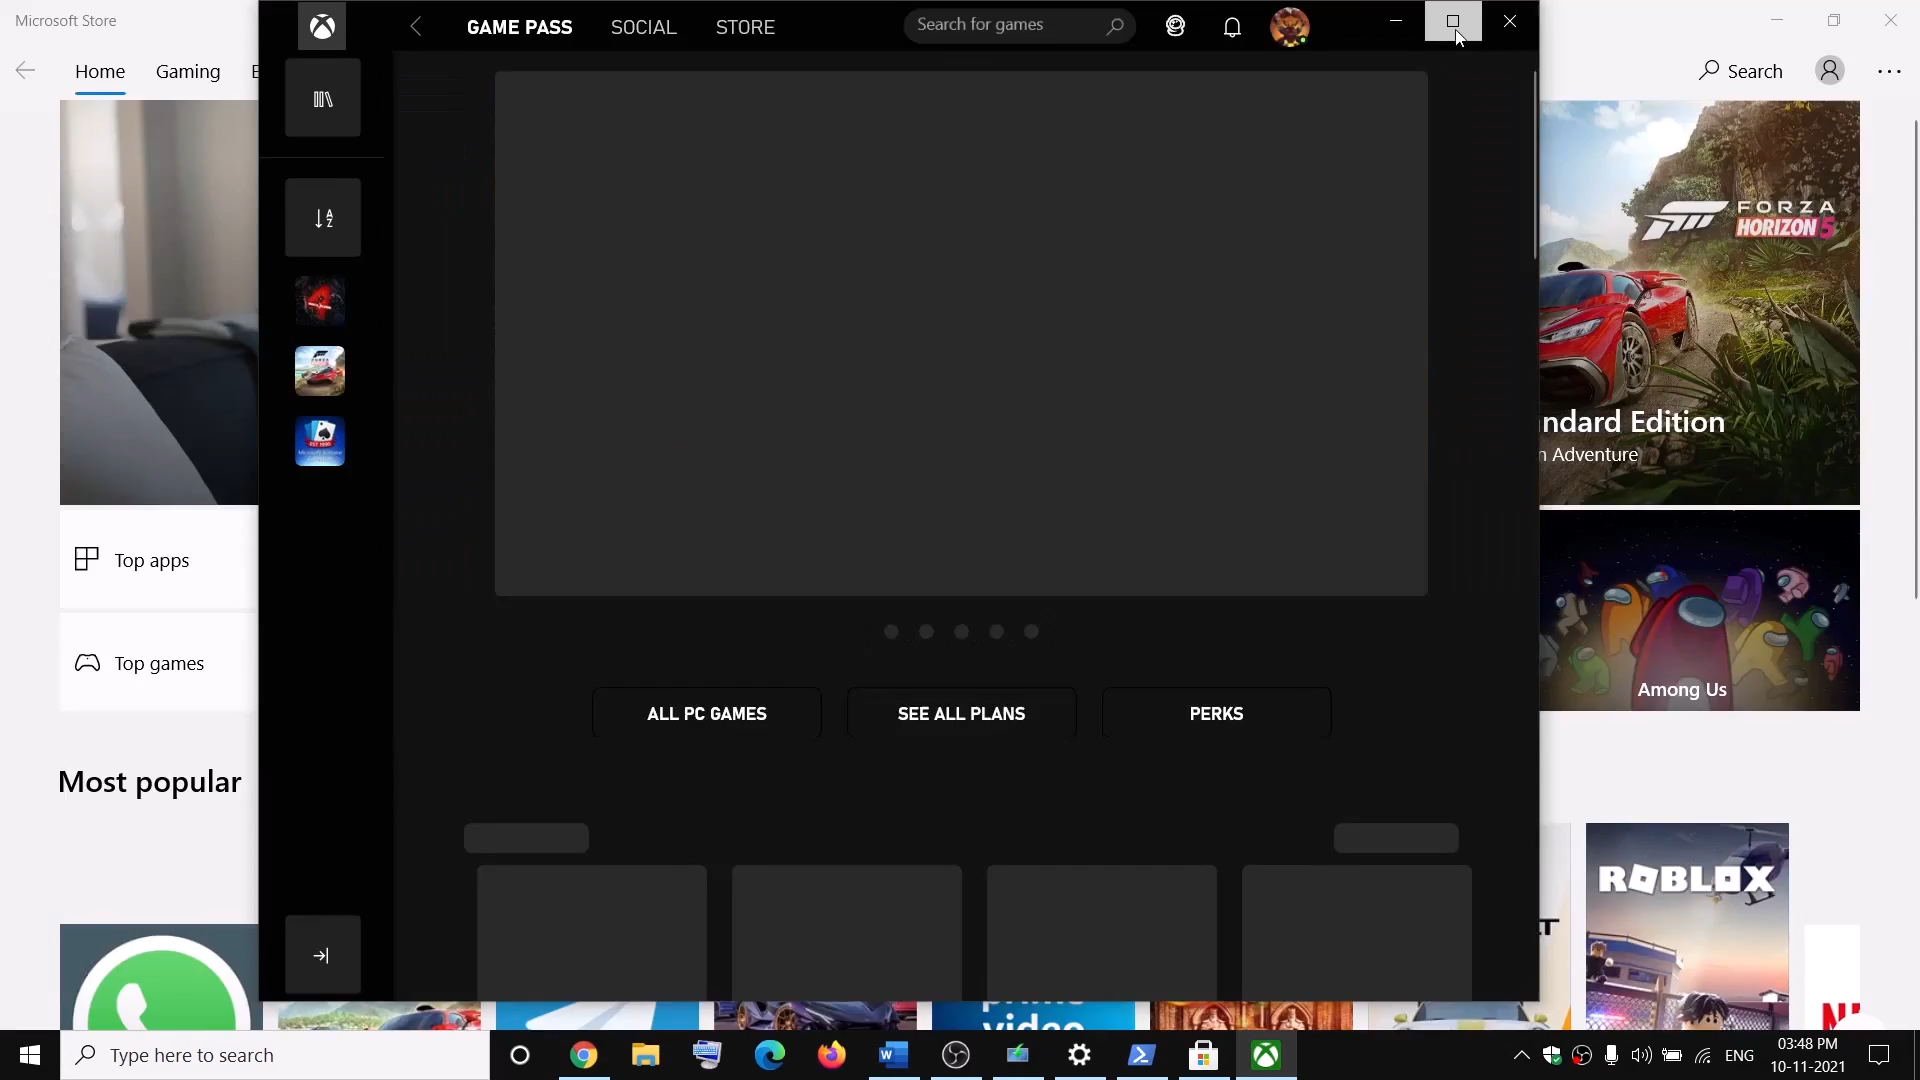 Microsoft Store
GAME PASS
SOCIAL
STORE
Search for games
Home
Gaming
Search
FORZA
HORIZON 5
ndard Edition
n Adventure
Top apps
Top games
Among Us
ALL PC GAMES
SEE ALL PLANS
PERKS
Most popular
ROBLOX
prime
video
Type here to search
ENG
03:48 PM
10-11-2021